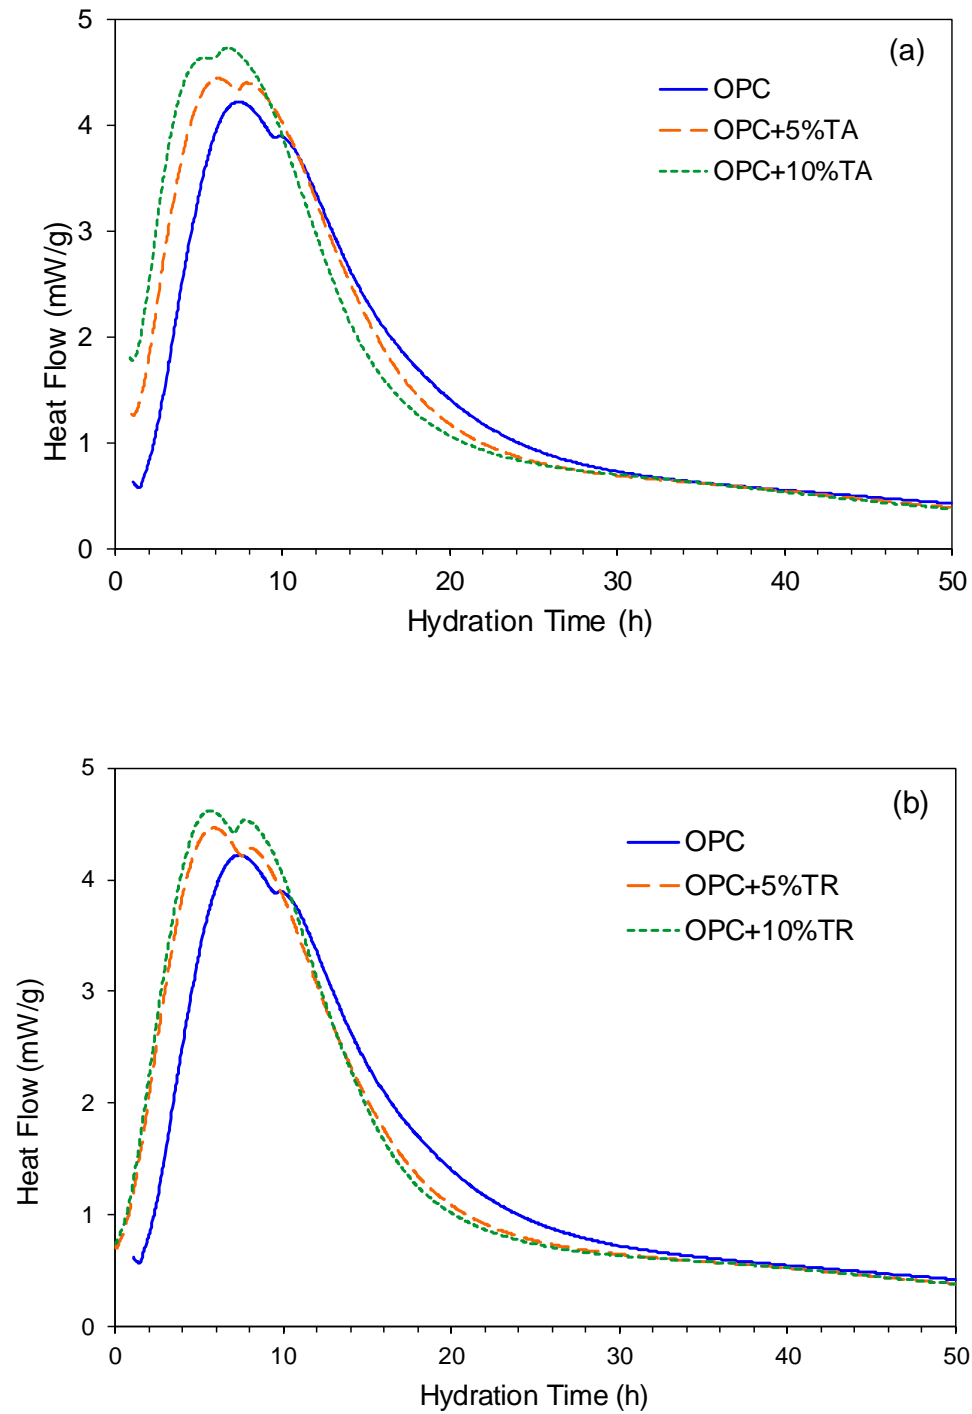 (a)
OPC
OPC+5%TA
OPC+10%TA
5
4
3
2
1
0
Heat Flow (mW/g)
0 10 20 30 40 50
Hydration Time (h)
(b)
OPC
OPC+5%TR
OPC+10%TR
5
4
3
2
1
0
Heat Flow (mW/g)
0 10 20 30 40 50
Hydration Time (h)